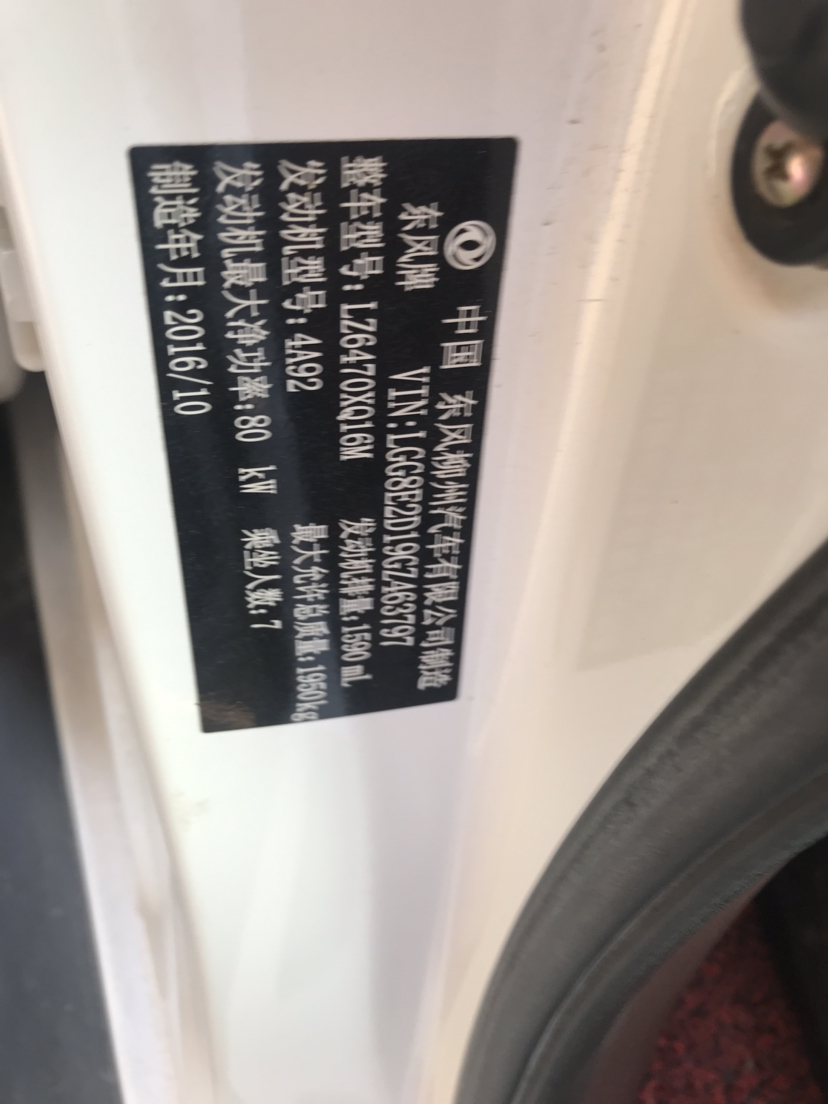 中国 东风柳州汽车有限公司制造
东风牌 VIN:LGG8E2D19GZ463797
整车型号:LZ6470XQ16M 发动机排量:1590 mL
发动机型号:4A92 最大允许总质量:1950kg
发动机最大净功率:80 kW 乘坐人数:7
制造年月:2016/10